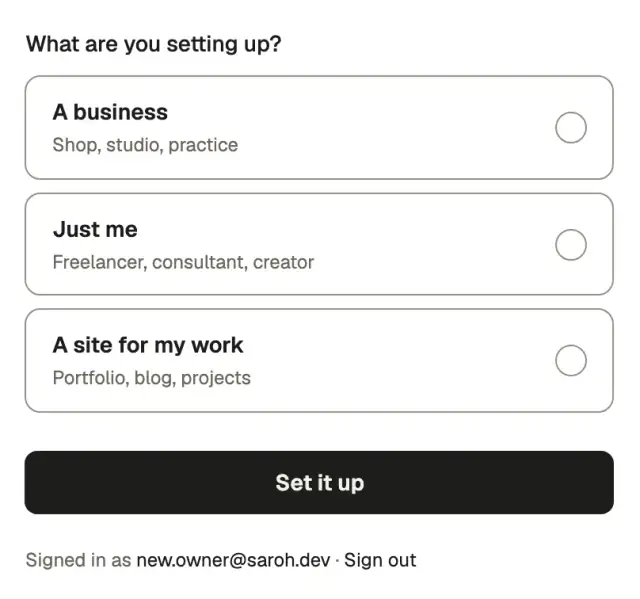 What are you setting up?
A business
Shop, studio, practice
Just me
Freelancer, consultant, creator
A site for my work
Portfolio, blog, projects
Set it up
Signed in as new.owner@saroh.dev · Sign out